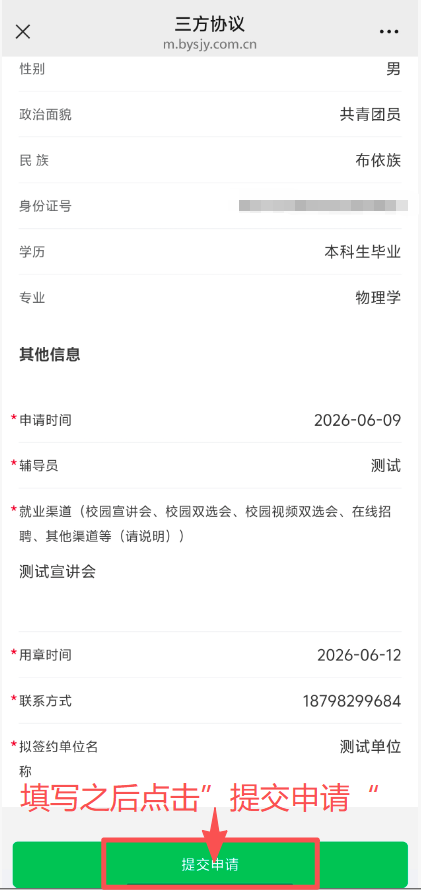 三方协议
m.bysjy.com.cn
性别 男
政治面貌 共青团员
民 族 布依族
身份证号
学历 本科生毕业
专业 物理学
其他信息
*申请时间 2026-06-09
*辅导员 测试
*就业渠道（校园宣讲会、校园双选会、校园视频双选会、在线招
聘、其他渠道等（请说明））
测试宣讲会
*用章时间 2026-06-12
*联系方式 18798299684
*拟签约单位名 测试单位
称
填写之后点击”提交申请“
提交申请